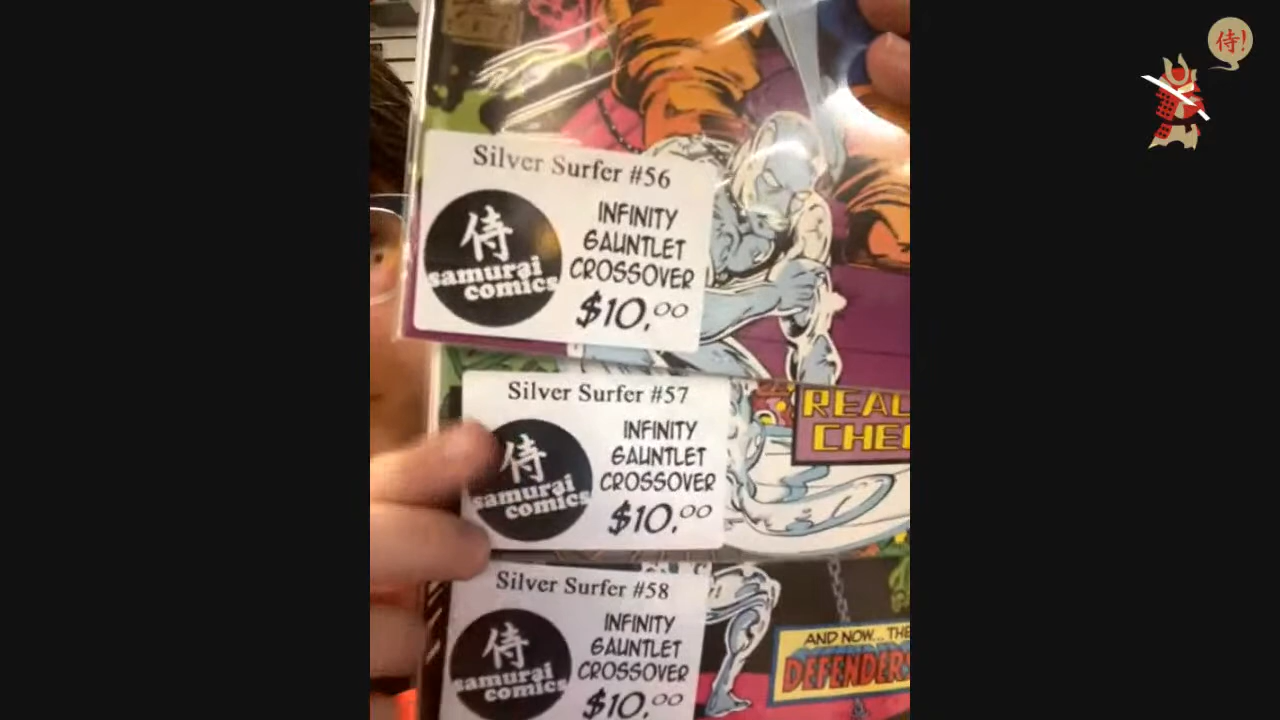 侍!
Silver Surfer #56
侍
samurai
comics
INFINITY
GAUNTLET
CROSSOVER
$10.00
Silver Surfer #57
侍
samurai
comics
INFINITY
GAUNTLET
CROSSOVER
$10.00
REAL
CHE
Silver Surfer #58
侍
samurai
comics
INFINITY
GAUNTLET
CROSSOVER
$10.00
AND NOW... THE
DEFENDERS